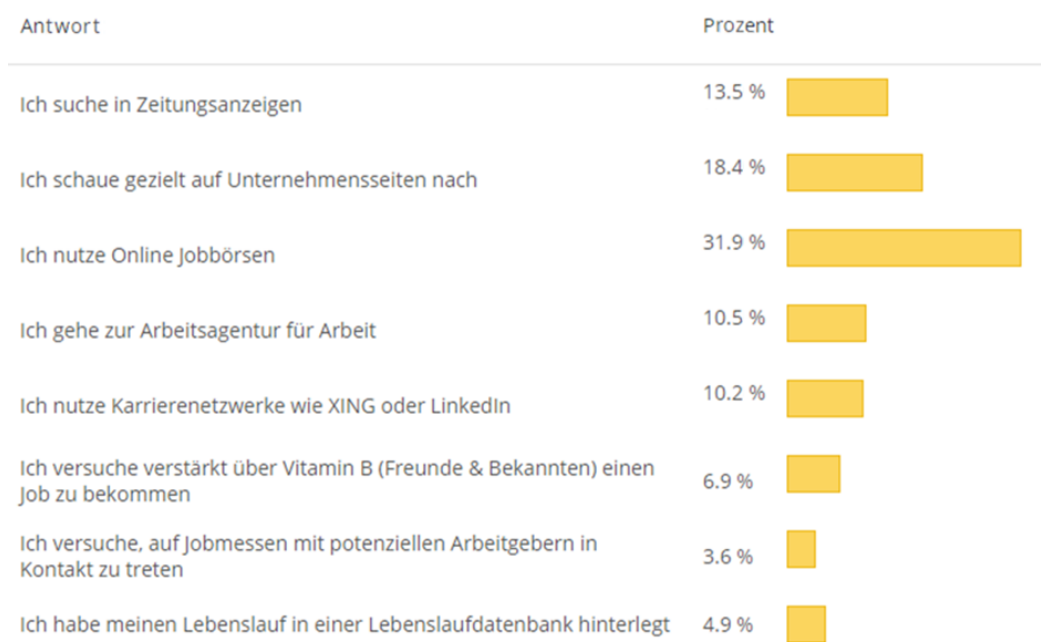 Antwort Prozent
Ich suche in Zeitungsanzeigen 13.5 %
Ich schaue gezielt auf Unternehmensseiten nach 18.4 %
Ich nutze Online Jobbörsen 31.9 %
Ich gehe zur Arbeitsagentur für Arbeit 10.5 %
Ich nutze Karrierenetzwerke wie XING oder LinkedIn 10.2 %
Ich versuche verstärkt über Vitamin B (Freunde & Bekannten) einen
Job zu bekommen 6.9 %
Ich versuche, auf Jobmessen mit potenziellen Arbeitgebern in
Kontakt zu treten 3.6 %
Ich habe meinen Lebenslauf in einer Lebenslaufdatenbank hinterlegt 4.9 %